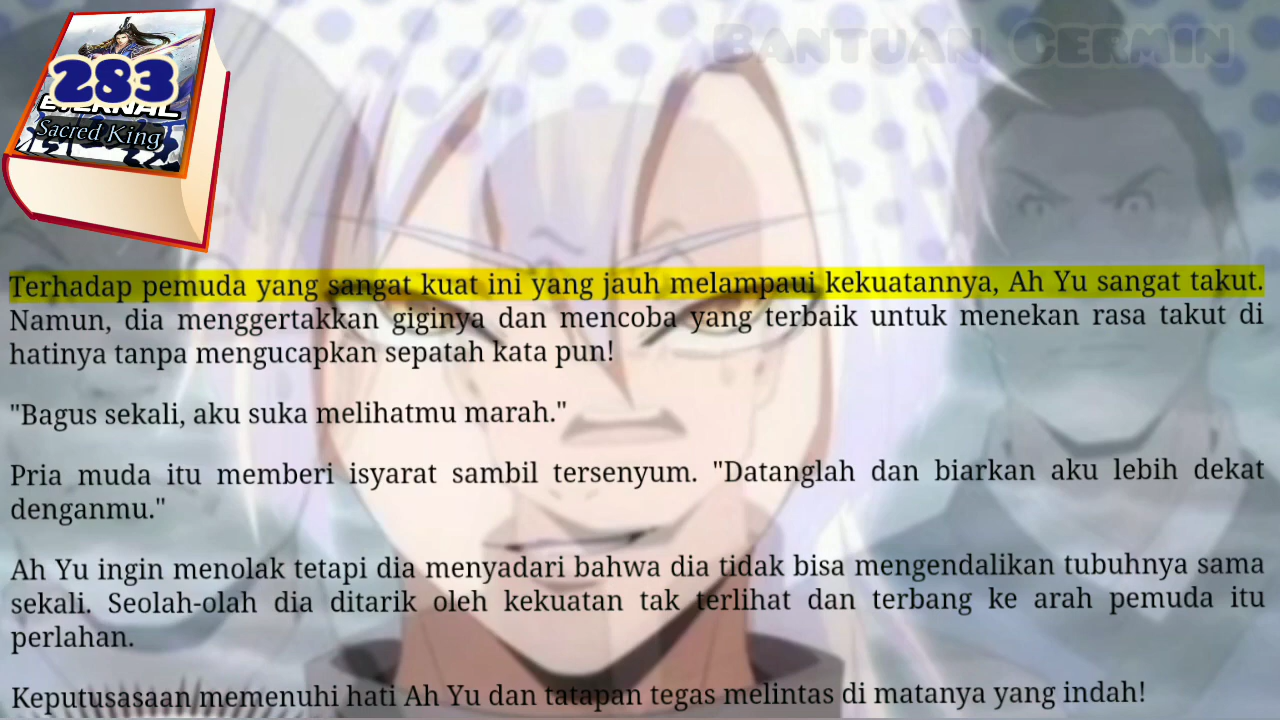 BANTUAN CERMIN
283
ETERNAL
Sacred King
Terhadap pemuda yang sangat kuat ini yang jauh melampaui kekuatannya, Ah Yu sangat takut.
Namun, dia menggertakkan giginya dan mencoba yang terbaik untuk menekan rasa takut di
hatinya tanpa mengucapkan sepatah kata pun!
"Bagus sekali, aku suka melihatmu marah."
Pria muda itu memberi isyarat sambil tersenyum. "Datanglah dan biarkan aku lebih dekat
denganmu."
Ah Yu ingin menolak tetapi dia menyadari bahwa dia tidak bisa mengendalikan tubuhnya sama
sekali. Seolah-olah dia ditarik oleh kekuatan tak terlihat dan terbang ke arah pemuda itu
perlahan.
Keputusasaan memenuhi hati Ah Yu dan tatapan tegas melintas di matanya yang indah!